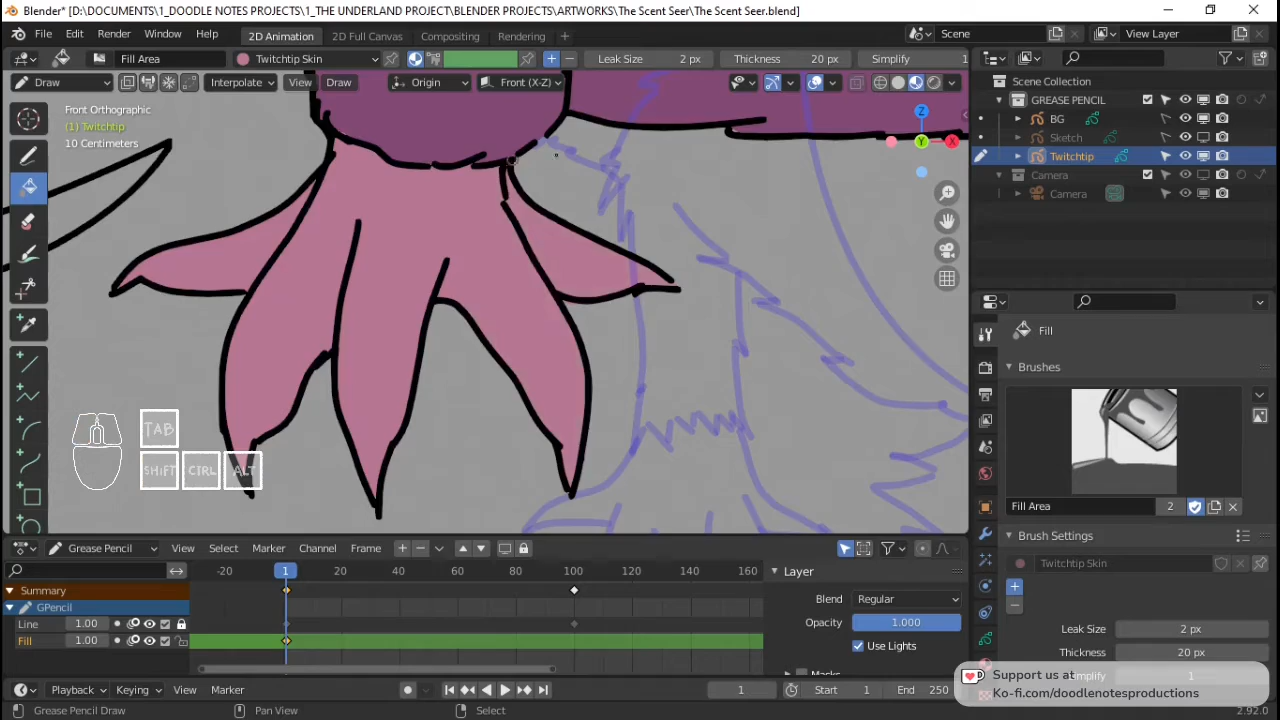 Blender* [D:\DOCUMENTS\1_DOODLE NOTES PROJECTS\1_THE UNDERLAND PROJECT\BLENDER PROJECTS\ARTWORKS\The Scent Seer\The Scent Seer.blend]
File Edit Render Window Help 2D Animation 2D Full Canvas Compositing Rendering Scene View Layer
Fill Area Twitchtip Skin Leak Size 2 px Thickness 20 px Simplify 1
Draw Interpolate View Draw Origin Front (X-Z)
Front Orthographic
(1) Twitchtip
10 Centimeters
Z
Y
X
TAB
SHIFT CTRL ALT
Scene Collection
GREASE PENCIL
BG
Sketch
Twitchtip
Camera
Camera
Fill
Brushes
Fill Area 2
Brush Settings
Twitchtip Skin
Leak Size 2 px
Thickness 20 px
Simplify 1
Grease Pencil View Select Marker Channel Frame
-20 1 20 40 60 80 100 120 140 160
Summary
GPencil
Line 1.00
Fill 1.00
Layer
Blend Regular
Opacity 1.000
Use Lights
Masks
Support us at
Ko-fi.com/doodlenotesproductions
Playback Keying View Marker 1 Start 1 End 250
Grease Pencil Draw Pan View Select 2.92.0